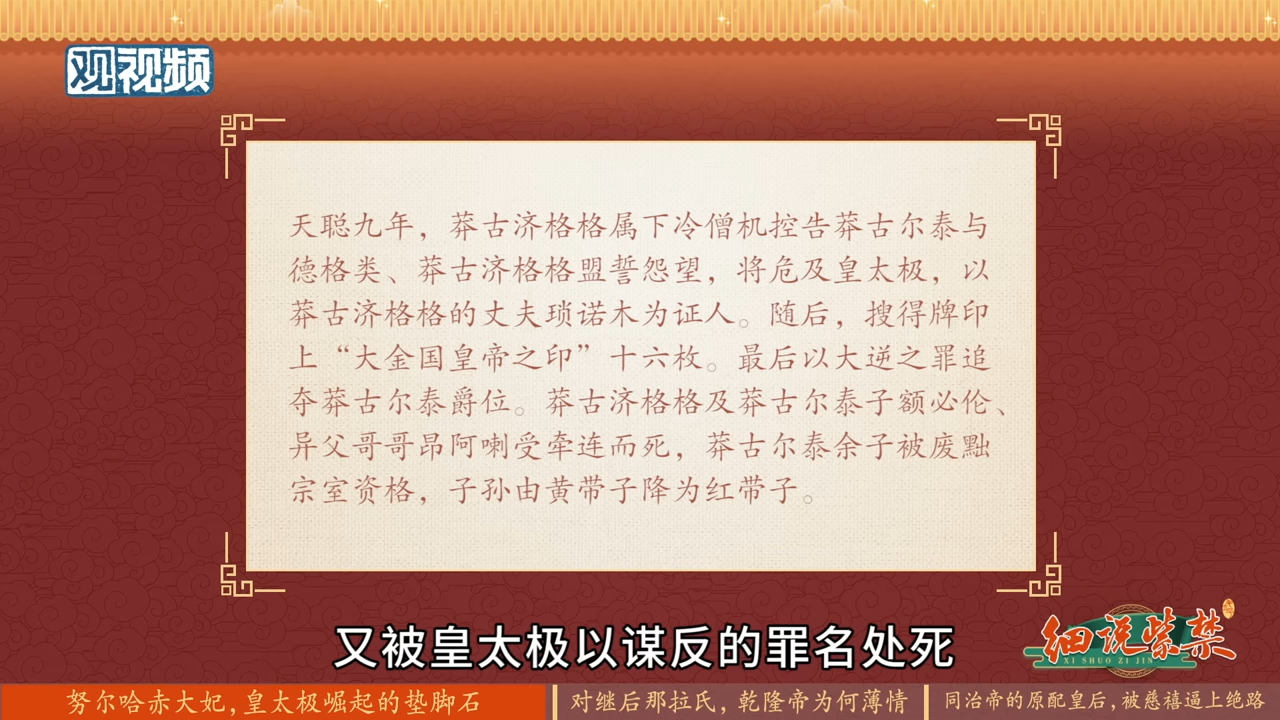 观视频
天聪九年，莽古济格格属下冷僧机控告莽古尔泰与
德格类、莽古济格格盟誓怨望，将危及皇太极，以
莽古济格格的丈夫琐诺木为证人。随后，搜得牌印
上“大金国皇帝之印”十六枚。最后以大逆之罪追
夺莽古尔泰爵位。莽古济格格及莽古尔泰子额必伦、
异父哥哥昂阿喇受牵连而死，莽古尔泰余子被废黜
宗室资格，子孙由黄带子降为红带子。
细说紫禁
XI SHUO ZI JIN
又被皇太极以谋反的罪名处死
努尔哈赤大妃，皇太极崛起的垫脚石
对继后那拉氏，乾隆帝为何薄情
同治帝的原配皇后，被慈禧逼上绝路